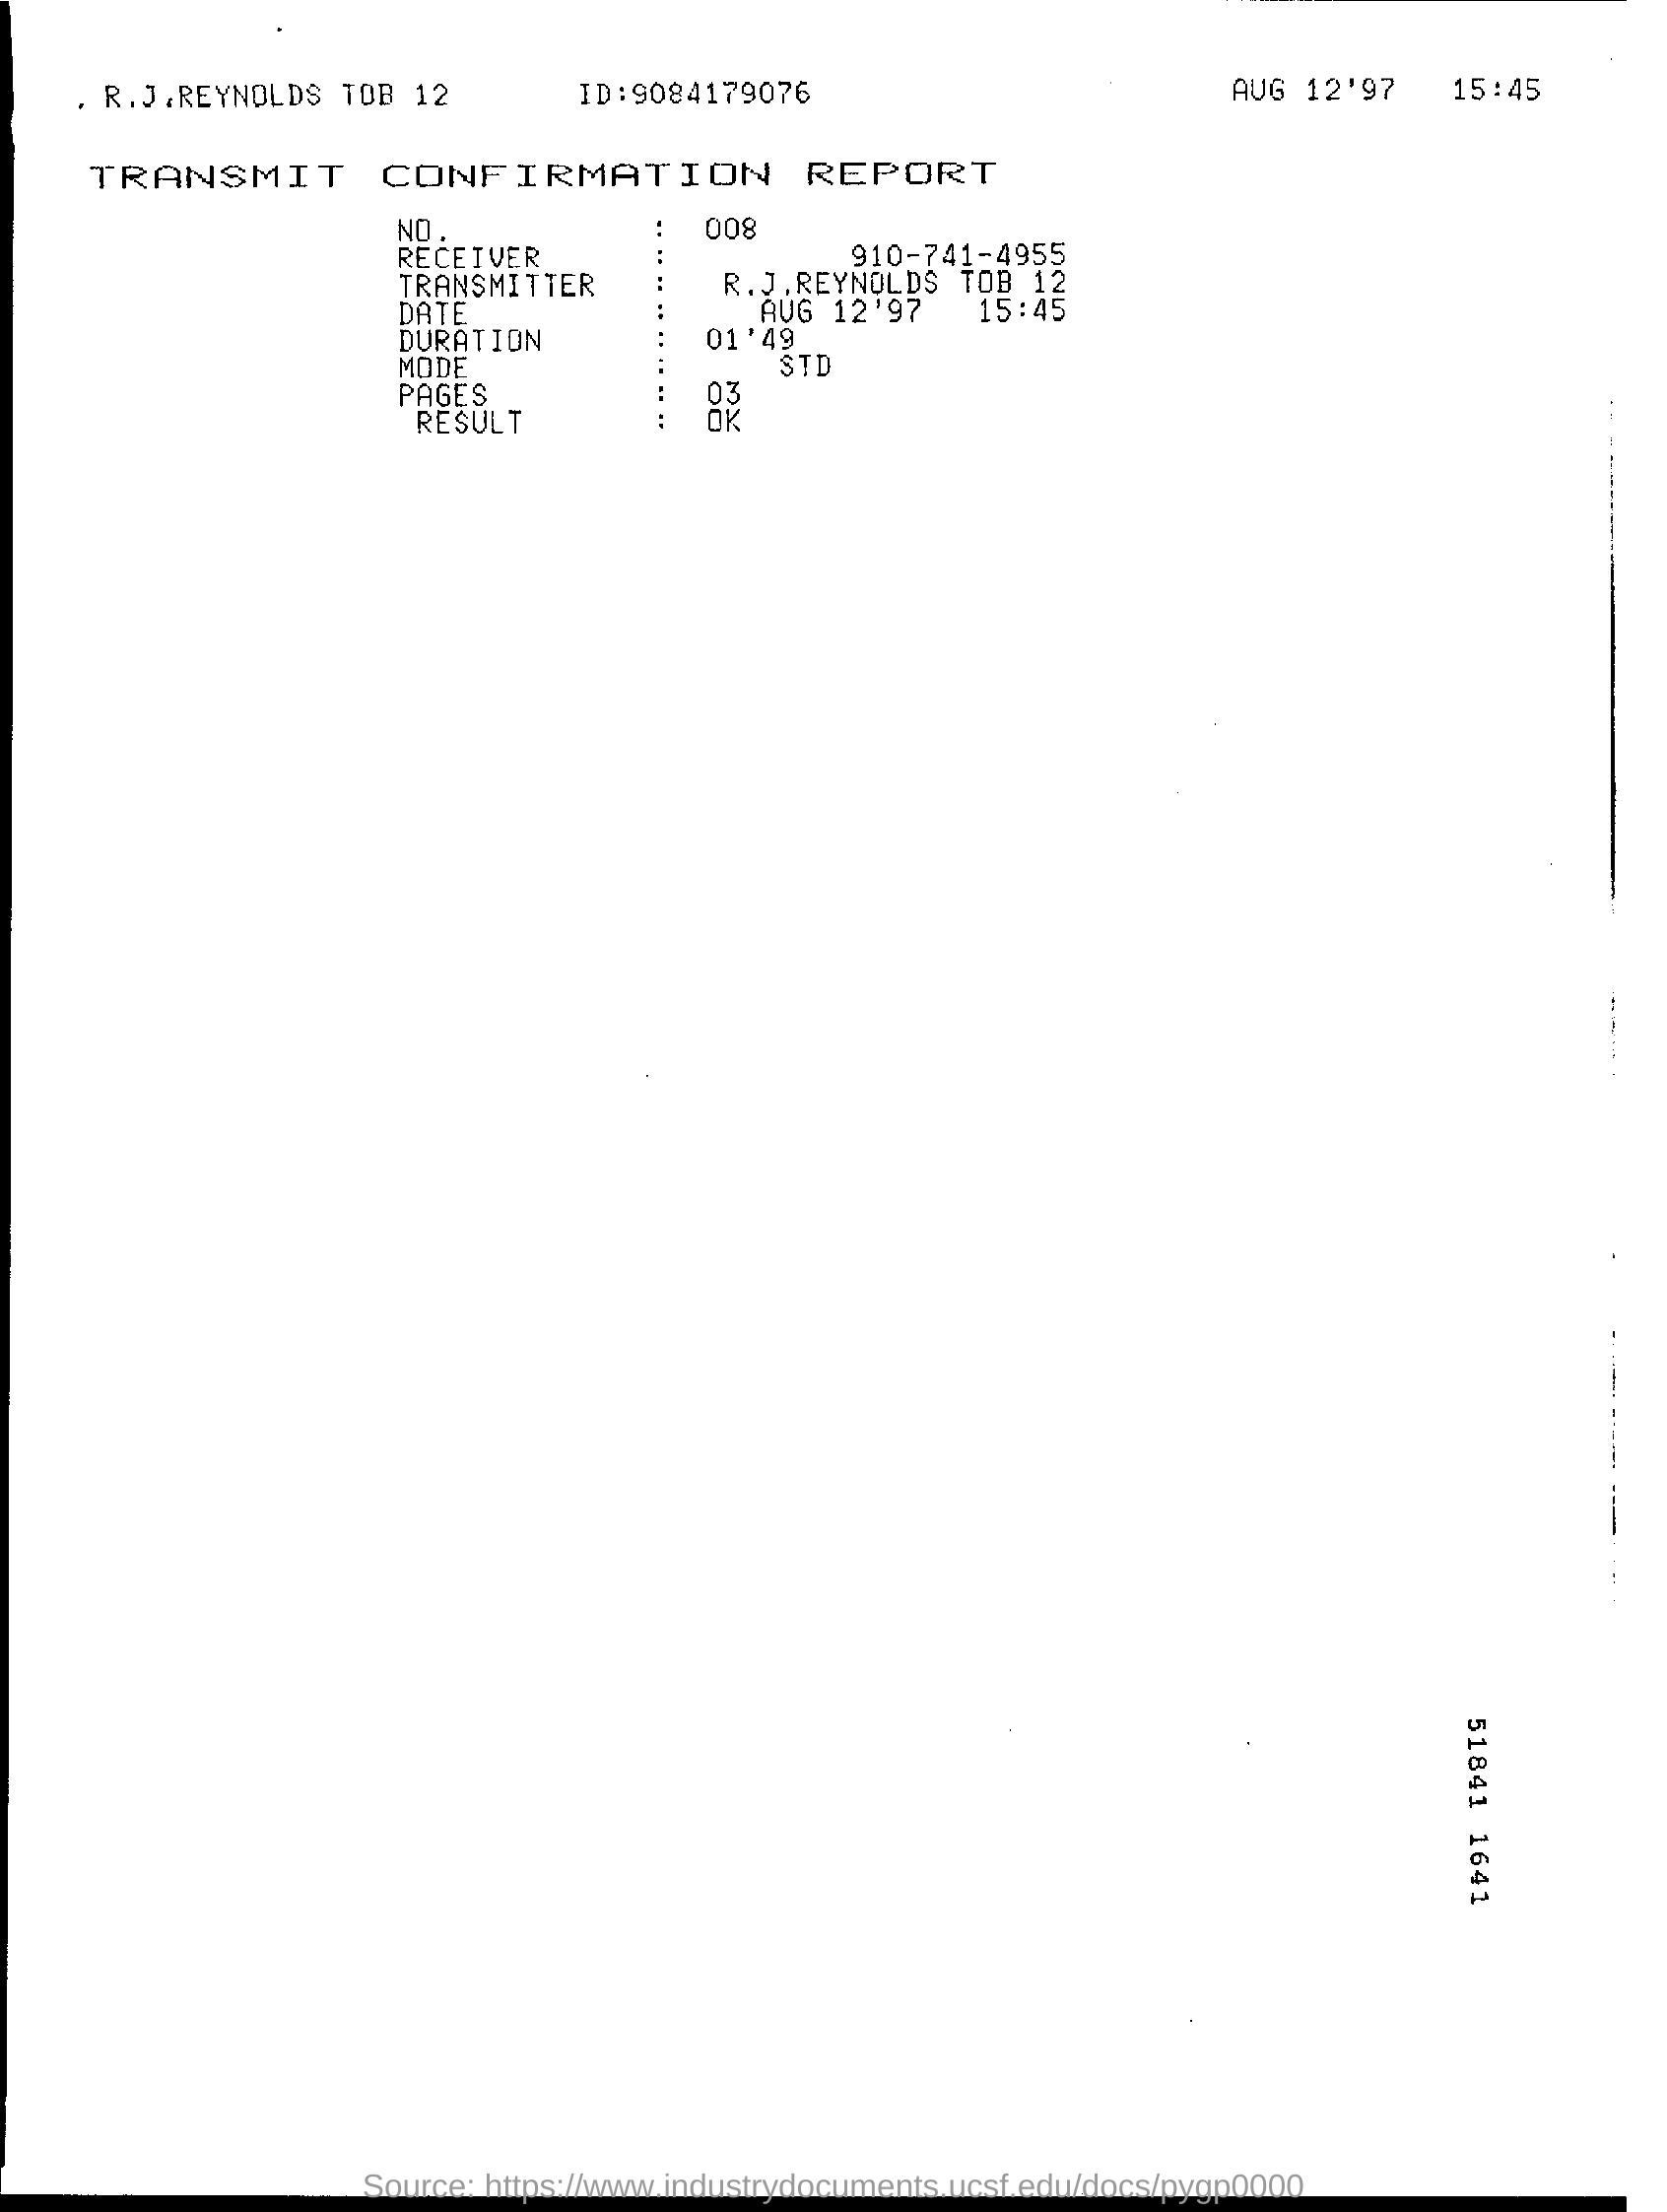 . R.J.REYNOLDS TOB 12 ID:9084179076 AUG 12'97 15:45
TRANSMIT CONFIRMATION REPORT
NO. : 008
RECEIVER : 910-741-4955
TRANSMITTER : R.J.REYNOLDS TOB 12
DATE : AUG 12'97 15:45
DURATION : 01'49
MODE : STD
PAGES : 03
RESULT : OK
51841 1641
Source: https://www.industrydocuments.ucsf.edu/docs/pygp0000